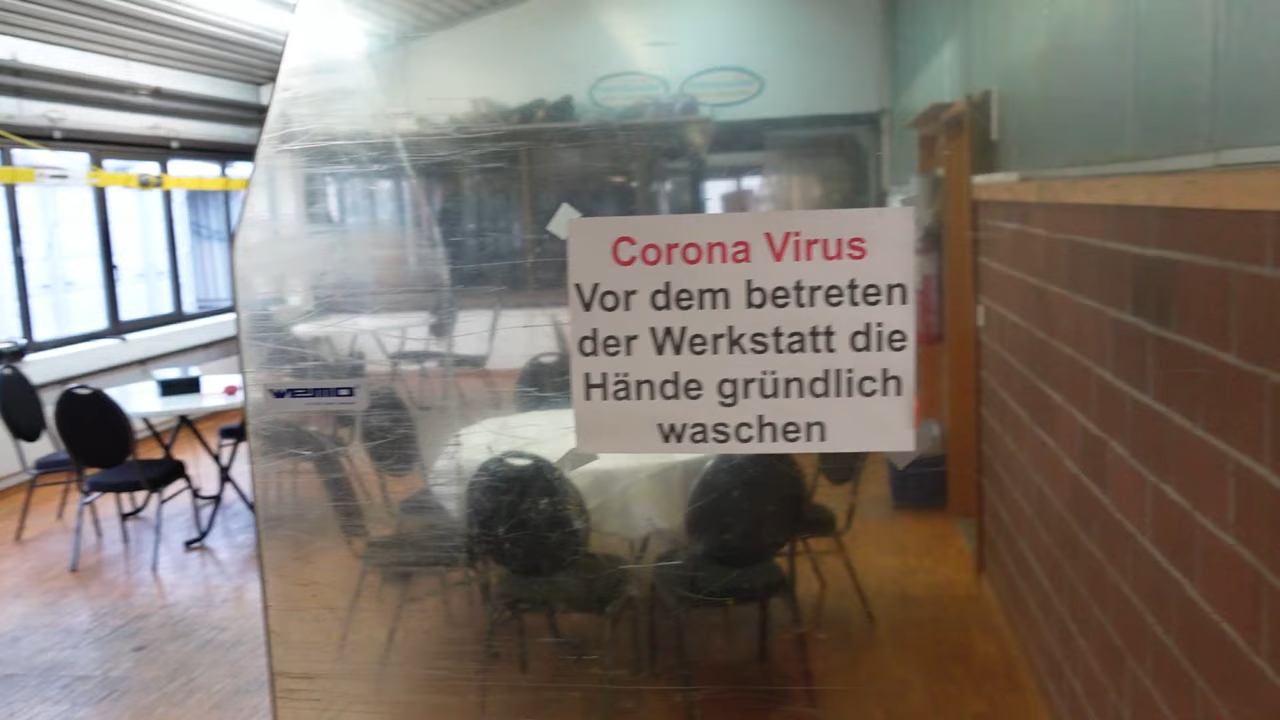 Corona Virus
Vor dem betreten
der Werkstatt die
Hände gründlich
waschen